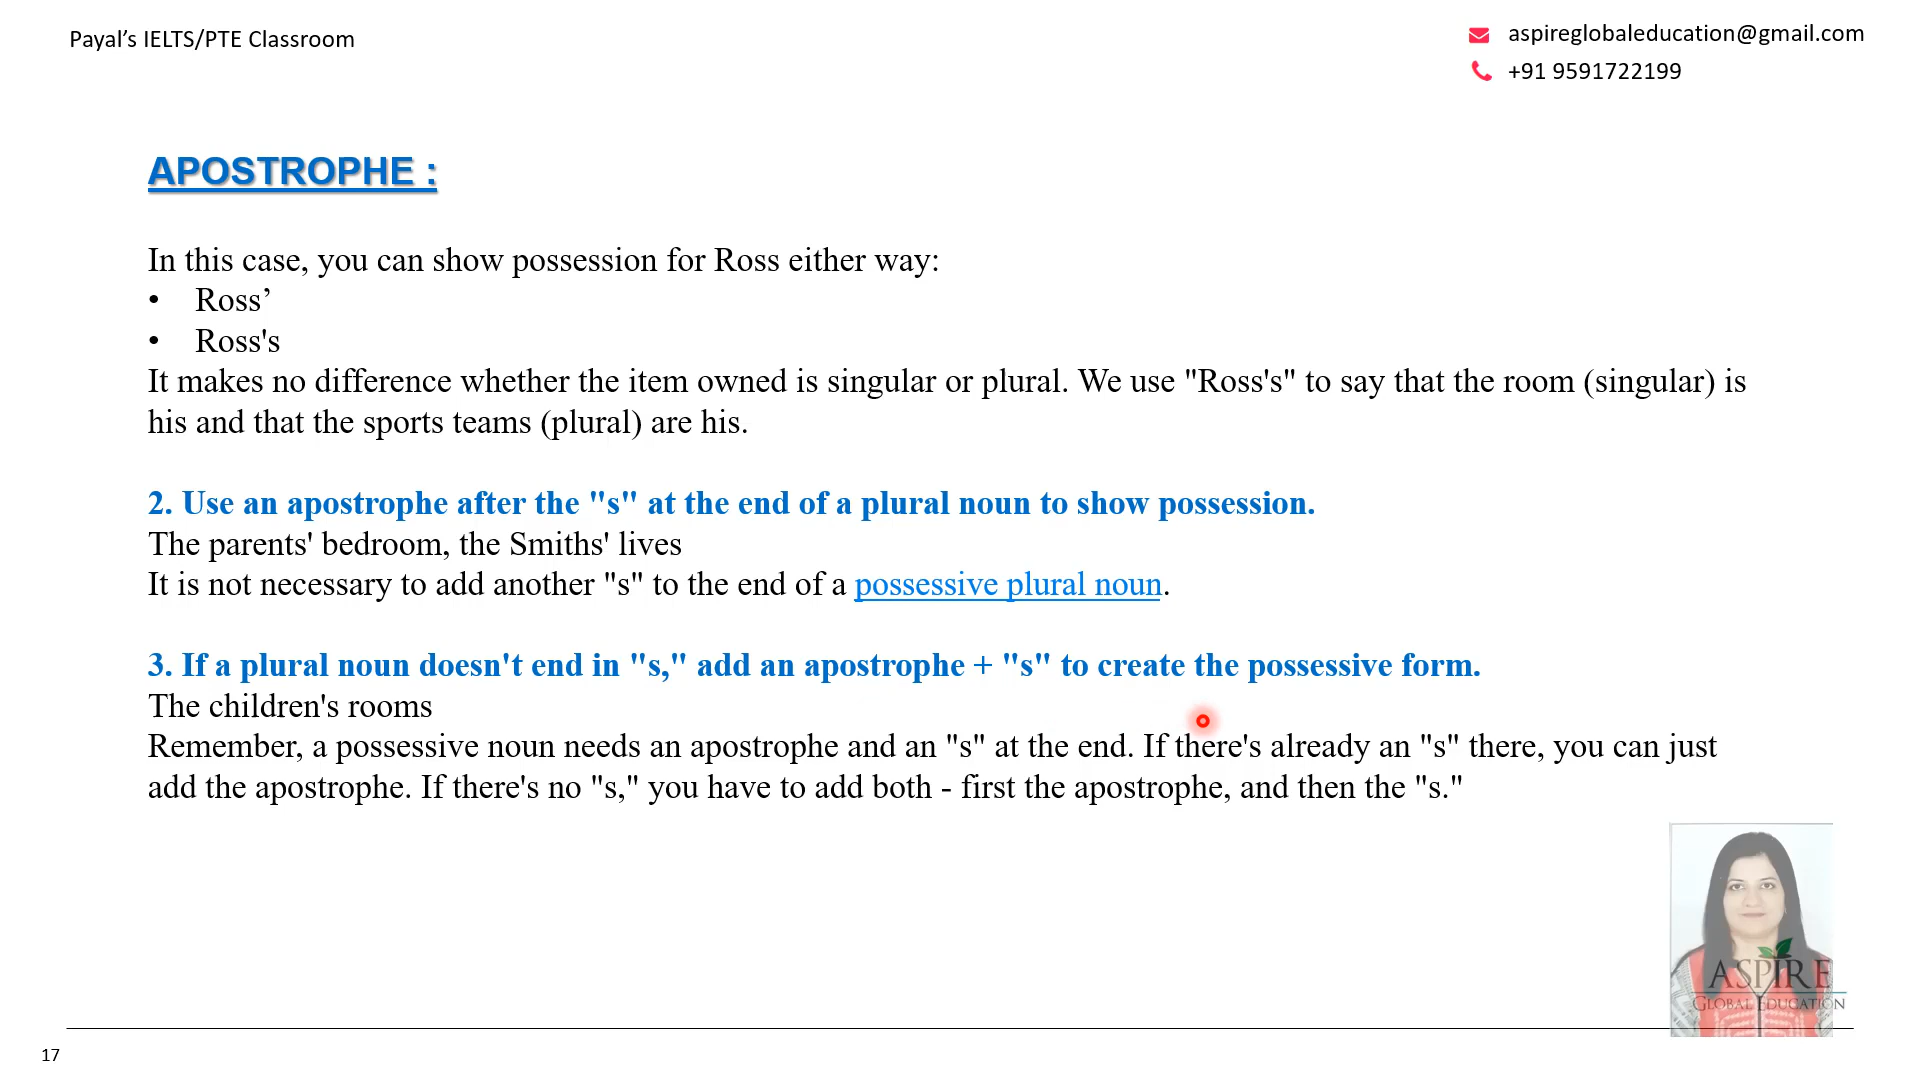 Payal’s IELTS/PTE Classroom
aspireglobaleducation@gmail.com
+91 9591722199
APOSTROPHE :
In this case, you can show possession for Ross either way:
• Ross’
• Ross's
It makes no difference whether the item owned is singular or plural. We use "Ross's" to say that the room (singular) is
his and that the sports teams (plural) are his.
2. Use an apostrophe after the "s" at the end of a plural noun to show possession.
The parents' bedroom, the Smiths' lives
It is not necessary to add another "s" to the end of a possessive plural noun.
3. If a plural noun doesn't end in "s," add an apostrophe + "s" to create the possessive form.
The children's rooms
Remember, a possessive noun needs an apostrophe and an "s" at the end. If there's already an "s" there, you can just
add the apostrophe. If there's no "s," you have to add both - first the apostrophe, and then the "s."
ASPIRE
GLOBAL EDUCATION
17